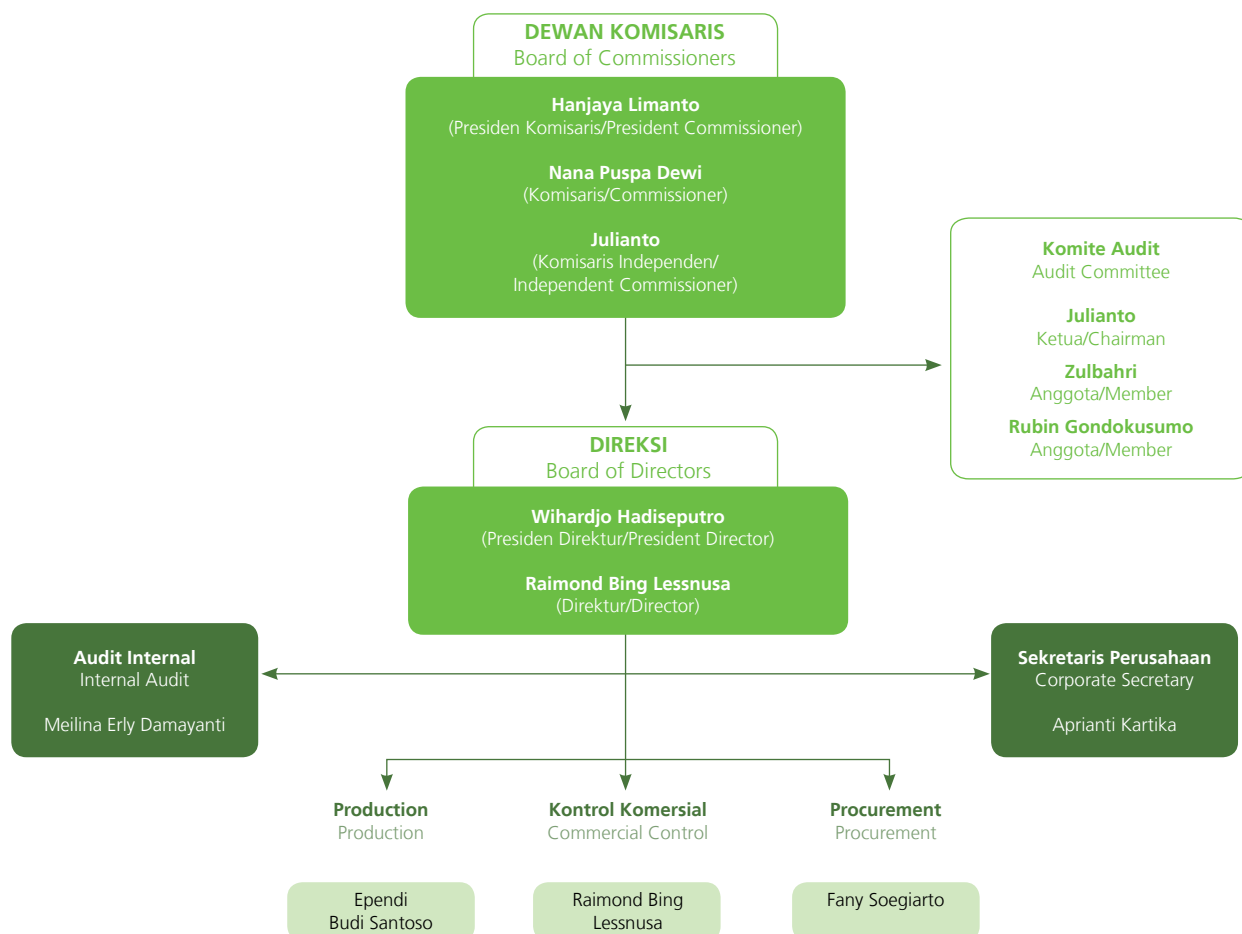 DEWAN KOMISARIS
Board of Commissioners
Hanjaya Limanto
(Presiden Komisaris/President Commissioner)
Nana Puspa Dewi
(Komisaris/Commissioner)
Julianto
(Komisaris Independen/
Independent Commissioner)
Komite Audit
Audit Committee
Julianto
Ketua/Chairman
Zulbahri
Anggota/Member
Rubin Gondokusumo
Anggota/Member
DIREKSI
Board of Directors
Wihardjo Hadiseputro
(Presiden Direktur/President Director)
Raimond Bing Lessnusa
(Direktur/Director)
Audit Internal
Internal Audit
Meilina Erly Damayanti
Sekretaris Perusahaan
Corporate Secretary
Aprianti Kartika
Production
Production
Kontrol Komersial
Commercial Control
Procurement
Procurement
Ependi
Budi Santoso
Raimond Bing
Lessnusa
Fany Soegiarto